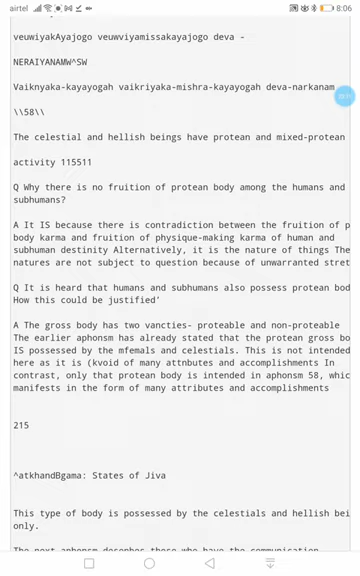 airtel 8:06
veuwiyakAyajogo veuwviyamissakayajogo deva -
NERAIYANAMW^SW
Vaiknyaka-kayayogah vaikriyaka-mishra-kayayogah deva-narkanam
\\58\\
The celestial and hellish beings have protean and mixed-protean
activity 115511
Q Why there is no fruition of protean body among the humans and
subhumans?
A It IS because there is contradiction between the fruition of p
body karma and fruition of physique-making karma of human and
subhuman destinity Alternatively, it is the nature of things The
natures are not subject to question because of unwarranted stret
Q It is heard that humans and subhumans also possess protean bod
How this could be justified'
A The gross body has two vancties- proteable and non-proteable
The earlier aphonsm has already stated that the protean gross bo
IS possessed by the mfemals and celestials. This is not intended
here as it is (kvoid of many attnbutes and accomplishments In
contrast, only that protean body is intended in aphonsm 58, whic
manifests in the form of many attributes and accomplishments
215
^atkhandBgama: States of Jiva
This type of body is possessed by the celestials and hellish bei
only.
The next aphonsm descnbes those who have the communication